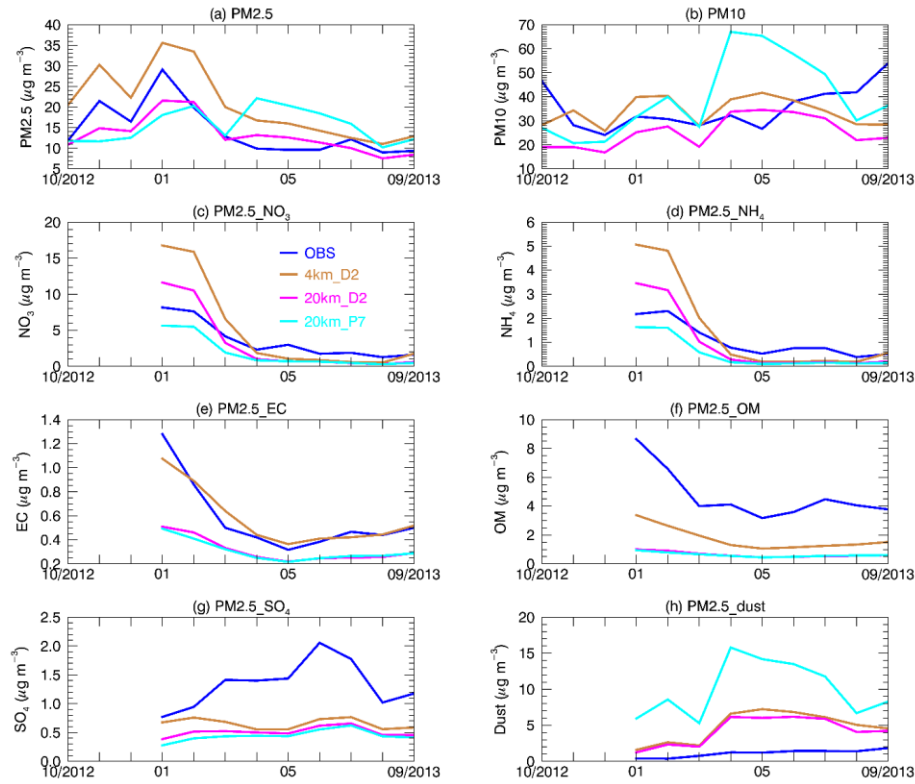 (a) PM2.5
(b) PM10
PM2.5 (µg m⁻³)
40
35
30
25
20
15
10
5
10/2012 01 05 09/2013
PM10 (µg m⁻³)
70
60
50
40
30
20
10
10/2012 01 05 09/2013
(c) PM2.5_NO₃
(d) PM2.5_NH₄
NO₃ (µg m⁻³)
20
15
10
5
0
OBS
4km_D2
20km_D2
20km_P7
10/2012 01 05 09/2013
NH₄ (µg m⁻³)
6
5
4
3
2
1
0
10/2012 01 05 09/2013
(e) PM2.5_EC
(f) PM2.5_OM
EC (µg m⁻³)
1.4
1.2
1.0
0.8
0.6
0.4
0.2
10/2012 01 05 09/2013
OM (µg m⁻³)
10
8
6
4
2
0
10/2012 01 05 09/2013
(g) PM2.5_SO₄
(h) PM2.5_dust
SO₄ (µg m⁻³)
2.5
2.0
1.5
1.0
0.5
0.0
10/2012 01 05 09/2013
Dust (µg m⁻³)
20
15
10
5
0
10/2012 01 05 09/2013